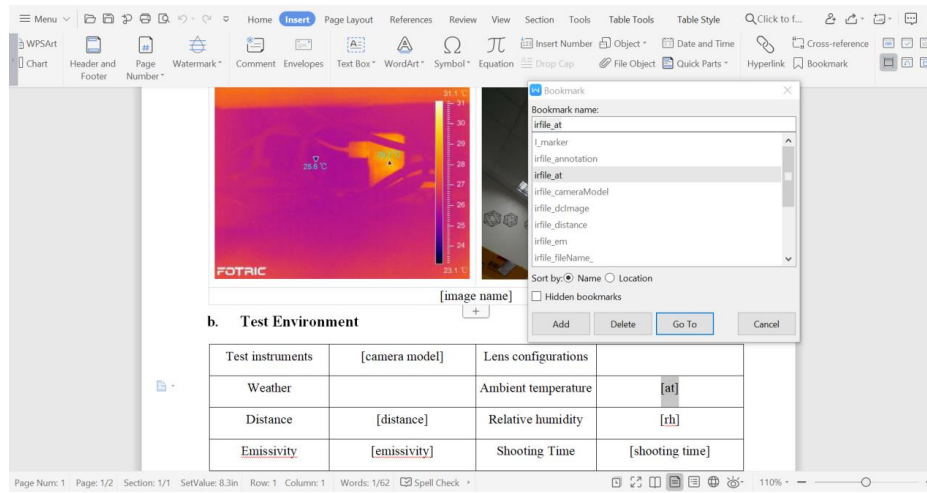 Menu Home Insert Page Layout References Review View Section Tools Table Tools Table Style Click to f...
WPSArt Comment Envelopes Text Box WordArt Symbol Equation Insert Number Object Date and Time Cross-reference
Chart Header and Footer Page Number Watermark Drop Cap File Object Quick Parts Hyperlink Bookmark
Bookmark
Bookmark name:
irfile_at
I_marker
irfile_annotation
irfile_at
irfile_cameraModel
irfile_dcImage
irfile_distance
irfile_em
irfile_fileName_
Sort by: Name Location
Hidden bookmarks
Add Delete Go To Cancel
31.1 °C
31
30
29
28
27
26
25
24
23.1 °C
25.6 °C
FOTRIC
[image name]
b. Test Environment
Test instruments [camera model] Lens configurations
Weather Ambient temperature [at]
Distance [distance] Relative humidity [rh]
Emissivity [emissivity] Shooting Time [shooting time]
Page Num: 1 Page: 1/2 Section: 1/1 SetValue: 8.3in Row: 1 Column: 1 Words: 1/62 Spell Check 110%